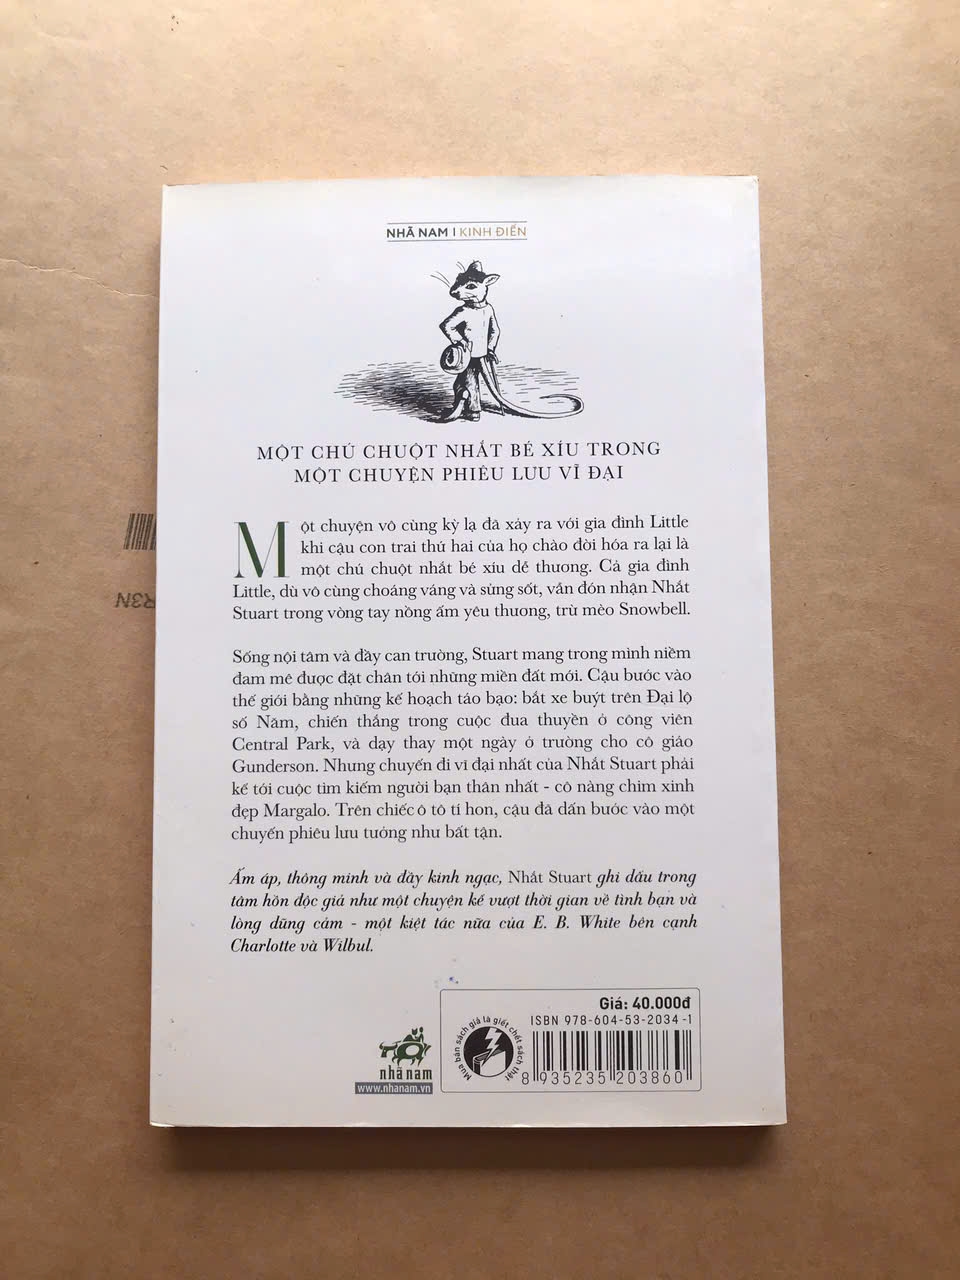 NHÃ NAM | KINH ĐIỂN
MỘT CHÚ CHUỘT NHẮT BÉ XÍU TRONG
MỘT CHUYẾN PHIÊU LƯU VĨ ĐẠI
Một chuyện vô cùng kỳ lạ đã xảy ra với gia đình Little
khi cậu con trai thứ hai của họ chào đời hóa ra lại là
một chú chuột nhắt bé xíu dễ thương. Cả gia đình
Little, dù vô cùng choáng váng và sửng sốt, vẫn đón nhận Nhắt
Stuart trong vòng tay nồng ấm yêu thương, trừ mèo Snowbell.
Sống nội tâm và đầy can trường, Stuart mang trong mình niềm
đam mê được đặt chân tới những miền đất mới. Cậu bước vào
thế giới bằng những kế hoạch táo bạo: bắt xe buýt trên Đại lộ
số Năm, chiến thắng trong cuộc đua thuyền ở công viên
Central Park, và dạy thay một ngày ở trường cho cô giáo
Gunderson. Nhưng chuyến đi vĩ đại nhất của Nhắt Stuart phải
kể tới cuộc tìm kiếm người bạn thân nhất - cô nàng chim xinh
đẹp Margalo. Trên chiếc ô tô tí hon, cậu đã dấn bước vào một
chuyến phiêu lưu tưởng như bất tận.
Ấm áp, thông minh và đầy kinh ngạc, Nhắt Stuart ghi dấu trong
tâm hồn độc giả như một chuyện kể vượt thời gian về tình bạn và
lòng dũng cảm - một kiệt tác nữa của E. B. White bên cạnh
Charlotte và Wilbul.
Giá: 40.000đ
ISBN 978-604-53-2034-1
Mua bán sách giả là giết chết sách thật
8 935235 203860
nhã nam
www.nhanam.vn
R3N